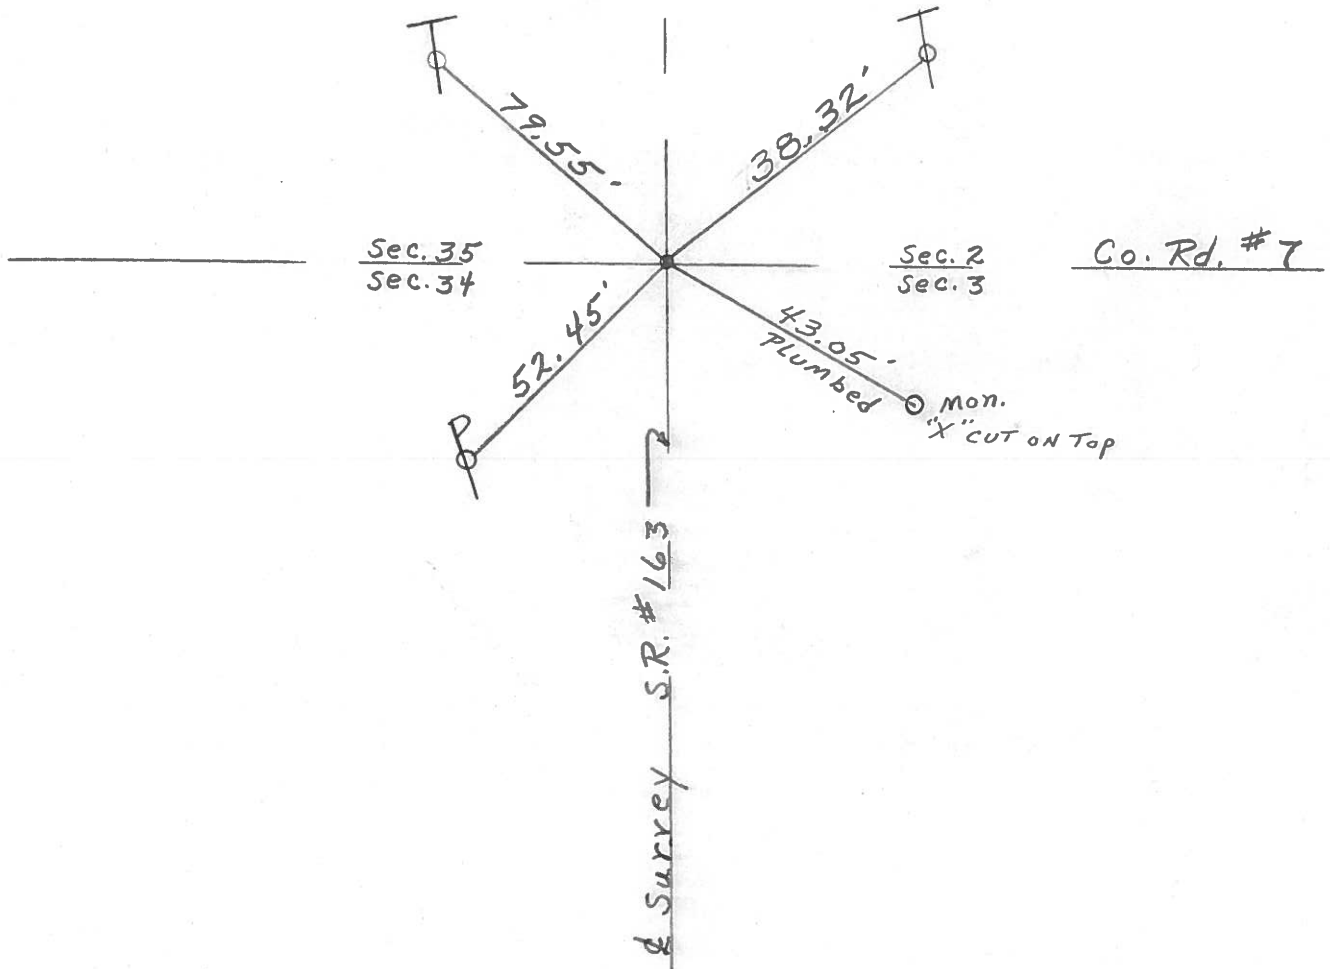 T
T
79.55'
38.32'
Sec. 35
Sec. 34
Sec. 2
Sec. 3
Co. Rd. # 7
52.45'
43.05'
PLUMbed
P
Mon.
"X" CUT ON TOP
℄ Survey S.R. # 163